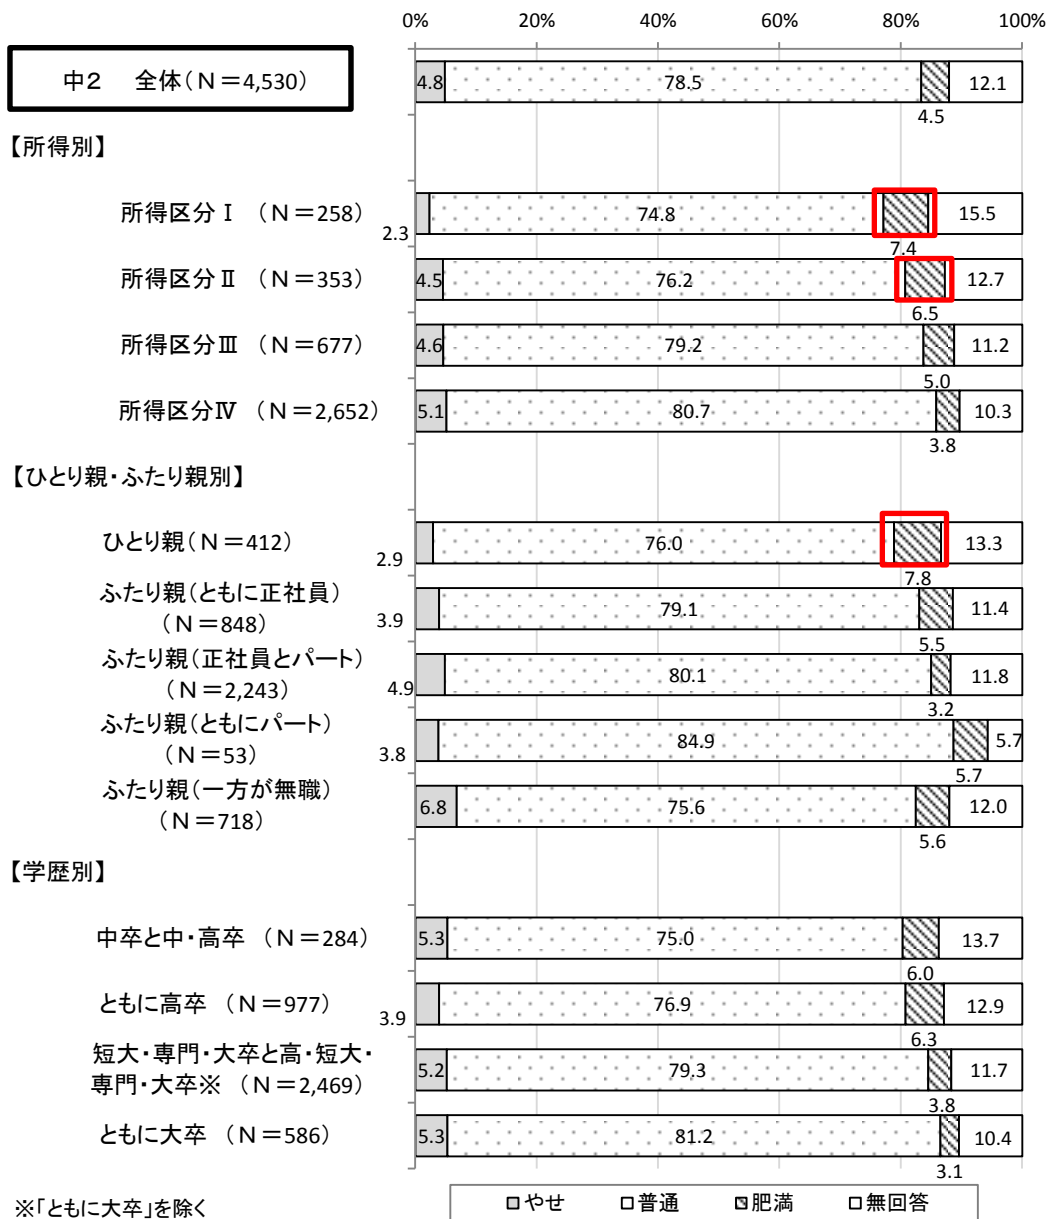 0% 20% 40% 60% 80% 100%
中2 全体(N=4,530)
4.8 78.5 12.1
4.5
【所得別】
所得区分Ⅰ (N=258)
2.3 74.8 15.5
7.4
所得区分Ⅱ (N=353)
4.5 76.2 12.7
6.5
所得区分Ⅲ (N=677)
4.6 79.2 11.2
5.0
所得区分Ⅳ (N=2,652)
5.1 80.7 10.3
3.8
【ひとり親・ふたり親別】
ひとり親(N=412)
2.9 76.0 13.3
7.8
ふたり親(ともに正社員)
(N=848)
3.9 79.1 11.4
5.5
ふたり親(正社員とパート)
(N=2,243)
4.9 80.1 11.8
3.2
ふたり親(ともにパート)
(N=53)
3.8 84.9 5.7
5.7
ふたり親(一方が無職)
(N=718)
6.8 75.6 12.0
5.6
【学歴別】
中卒と中・高卒 (N=284)
5.3 75.0 13.7
6.0
ともに高卒 (N=977)
3.9 76.9 12.9
6.3
短大・専門・大卒と高・短大・
専門・大卒※ (N=2,469)
5.2 79.3 11.7
3.8
ともに大卒 (N=586)
5.3 81.2 10.4
3.1
※「ともに大卒」を除く
やせ 普通 肥満 無回答